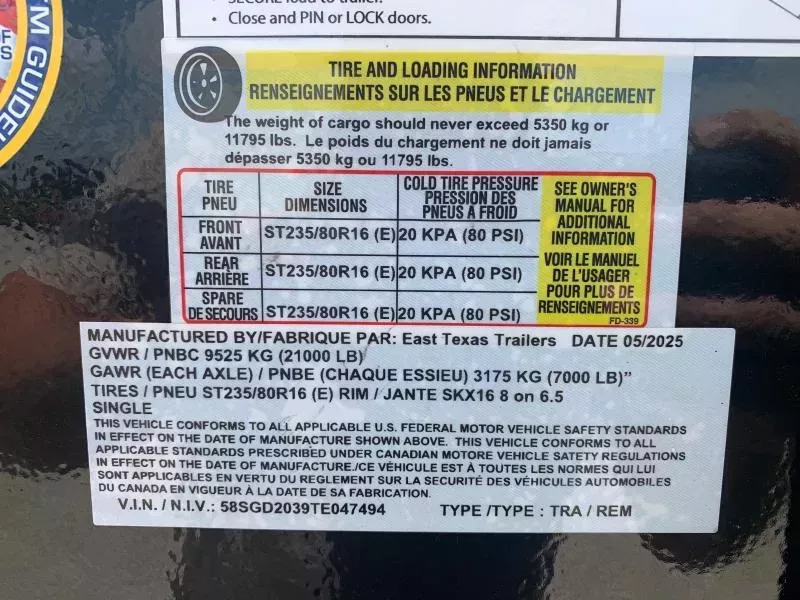 SECURE load to trailer.
• Close and PIN or LOCK doors.
OF
S
M GUIDEL
TIRE AND LOADING INFORMATION
RENSEIGNEMENTS SUR LES PNEUS ET LE CHARGEMENT
The weight of cargo should never exceed 5350 kg or
11795 lbs. Le poids du chargement ne doit jamais
dépasser 5350 kg ou 11795 lbs.
TIRE
PNEU
SIZE
DIMENSIONS
COLD TIRE PRESSURE
PRESSION DES
PNEUS A FROID
FRONT
AVANT
ST235/80R16 (E)
20 KPA (80 PSI)
REAR
ARRIÈRE
ST235/80R16 (E)
20 KPA (80 PSI)
SPARE
DE SECOURS
ST235/80R16 (E)
20 KPA (80 PSI)
SEE OWNER'S
MANUAL FOR
ADDITIONAL
INFORMATION
VOIR LE MANUEL
DE L'USAGER
POUR PLUS DE
RENSEIGNEMENTS
FD-339
MANUFACTURED BY/FABRIQUE PAR: East Texas Trailers DATE 05/2025
GVWR / PNBC 9525 KG (21000 LB)
GAWR (EACH AXLE) / PNBE (CHAQUE ESSIEU) 3175 KG (7000 LB)"
TIRES / PNEU ST235/80R16 (E) RIM / JANTE SKX16 8 on 6.5
SINGLE
THIS VEHICLE CONFORMS TO ALL APPLICABLE U.S. FEDERAL MOTOR VEHICLE SAFETY STANDARDS
IN EFFECT ON THE DATE OF MANUFACTURE SHOWN ABOVE. THIS VEHICLE CONFORMS TO ALL
APPLICABLE STANDARDS PRESCRIBED UNDER CANADIAN MOTORE VEHICLE SATETY REGULATIONS
IN EFFECT ON THE DATE OF MANUFACTURE./CE VÉHICULE EST À TOUTES LES NORMES QUI LUI
SONT APPLICABLES EN VERTU DU REGLEMENT SUR LA SECURITÉ DES VÉHICULES AUTOMOBILES
DU CANADA EN VIGUEUR À LA DATE DE SA FABRICATION.
V.I.N. / N.I.V.: 58SGD2039TE047494 TYPE /TYPE : TRA / REM